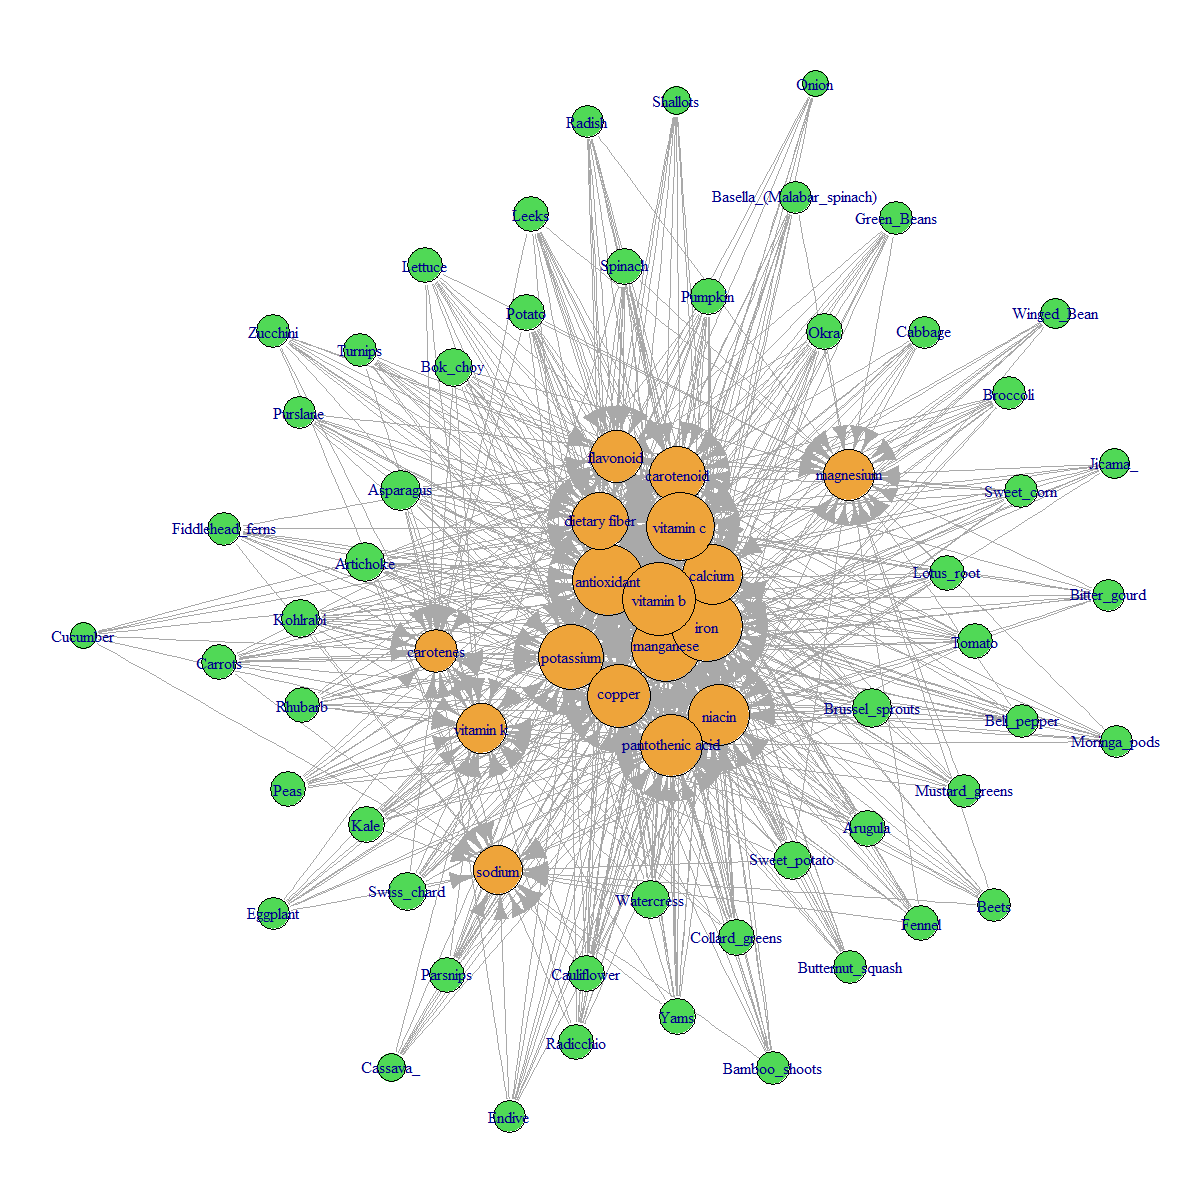 Onion
Shallots
Radish
Basella_(Malabar_spinach)
Leeks
Green_Beans
Spinach
Lettuce
Pumpkin
Potato
Winged_Bean
Zucchini
Okra
Cabbage
Turnips
Bok_choy
Broccoli
Purslane
flavonoid
Jicama_
carotenoid
magnesium
Asparagus
Sweet_corn
dietary fiber
vitamin c
Fiddlehead_ferns
Artichoke
Lotus_root
calcium
antioxidant
Bitter_gourd
vitamin b
Kohlrabi
iron
Cucumber
Tomato
manganese
carotenes
potassium
Carrots
copper
Rhubarb
Brussel_sprouts
niacin
Bell_pepper
vitamin k
Moringa_pods
pantothenic acid
Peas
Mustard_greens
Kale
Arugula
Sweet_potato
sodium
Swiss_chard
Watercress
Beets
Eggplant
Fennel
Collard_greens
Butternut_squash
Parsnips
Cauliflower
Yams
Radicchio
Cassava_
Bamboo_shoots
Endive